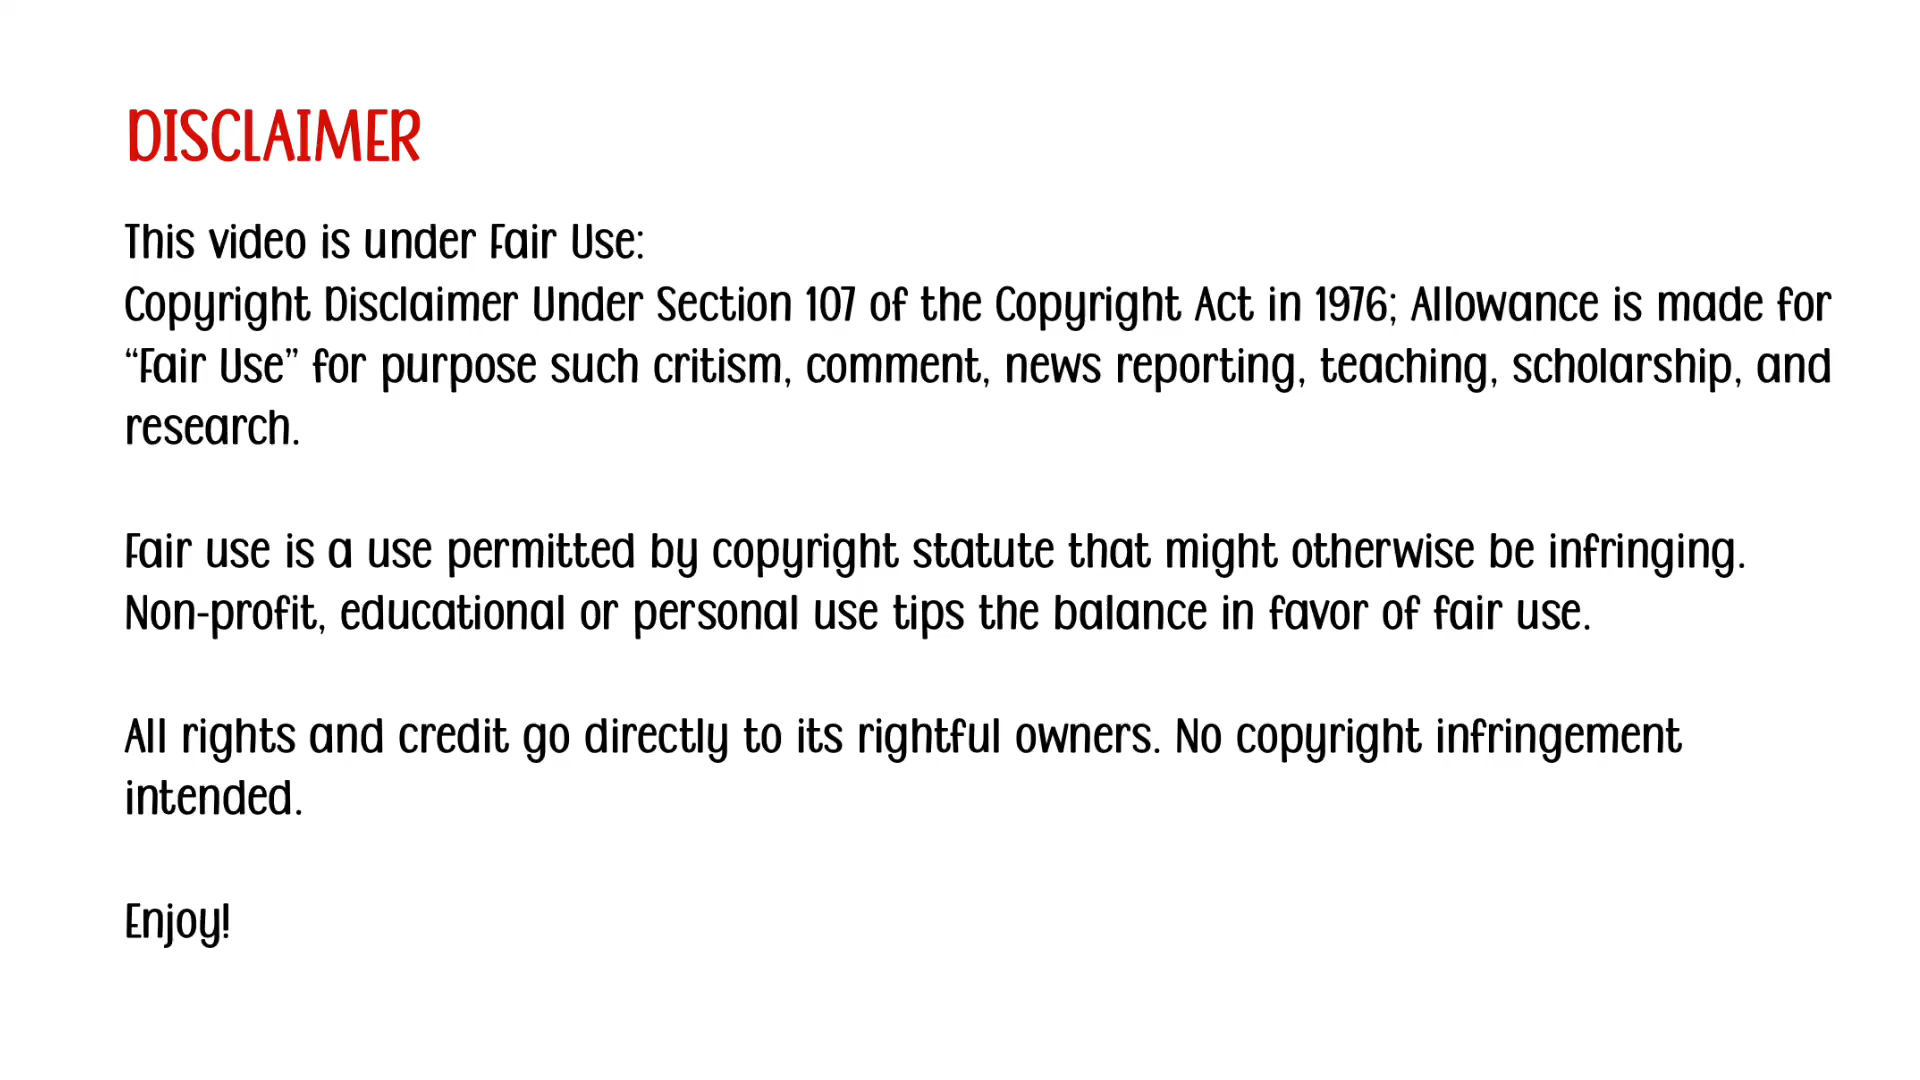 DISCLAIMER
This video is under Fair Use:
Copyright Disclaimer Under Section 107 of the Copyright Act in 1976; Allowance is made for
“Fair Use” for purpose such critism, comment, news reporting, teaching, scholarship, and
research.
Fair use is a use permitted by copyright statute that might otherwise be infringing.
Non-profit, educational or personal use tips the balance in favor of fair use.
All rights and credit go directly to its rightful owners. No copyright infringement
intended.
Enjoy!